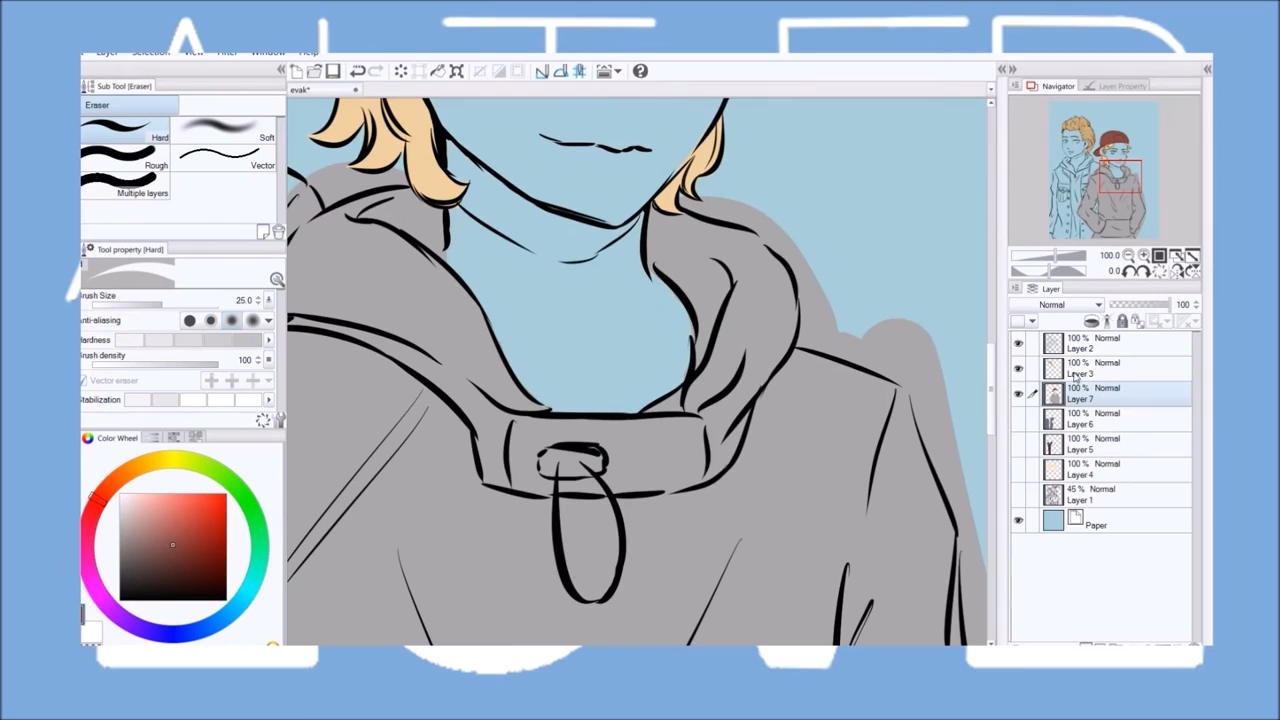 ALTER
LOVE
Layer Selection View Filter Window Help
Sub Tool [Eraser]
Eraser
Hard
Soft
Rough
Vector
Multiple layers
Tool property [Hard]
Brush Size 25.0
Anti-aliasing
Hardness
Brush density 100
Vector eraser
Stabilization
Color Wheel
evak*
Navigator
Layer Property
100.0
0.0
Layer
Normal 100
100 % Normal
Layer 2
100 % Normal
Layer 3
100 % Normal
Layer 7
100 % Normal
Layer 6
100 % Normal
Layer 5
100 % Normal
Layer 4
45 % Normal
Layer 1
Paper